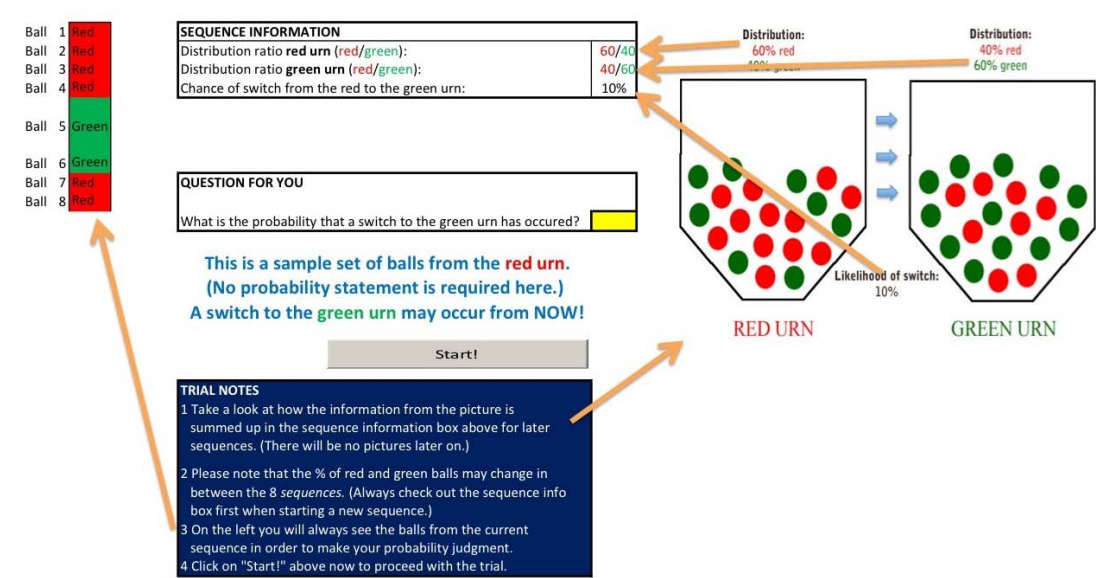 Ball 1 Red
Ball 2 Red
Ball 3 Red
Ball 4 Red
Ball 5 Green
Ball 6 Green
Ball 7 Red
Ball 8 Red
SEQUENCE INFORMATION
Distribution ratio red urn (red/green): 60/40
Distribution ratio green urn (red/green): 40/60
Chance of switch from the red to the green urn: 10%
QUESTION FOR YOU
What is the probability that a switch to the green urn has occured?
This is a sample set of balls from the red urn.
(No probability statement is required here.)
A switch to the green urn may occur from NOW!
Start!
TRIAL NOTES
1 Take a look at how the information from the picture is
summed up in the sequence information box above for later
sequences. (There will be no pictures later on.)
2 Please note that the % of red and green balls may change in
between the 8 sequences. (Always check out the sequence info
box first when starting a new sequence.)
3 On the left you will always see the balls from the current
sequence in order to make your probability judgment.
4 Click on "Start!" above now to proceed with the trial.
Distribution:
60% red
40% green
Distribution:
40% red
60% green
Likelihood of switch:
10%
RED URN
GREEN URN